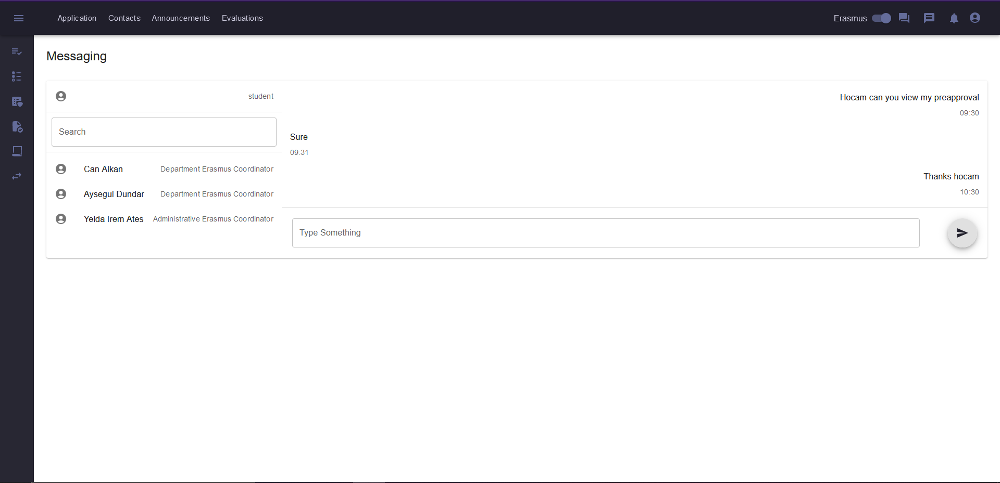 Application Contacts Announcements Evaluations Erasmus
Messaging
student
Search
Can Alkan Department Erasmus Coordinator
Aysegul Dundar Department Erasmus Coordinator
Yelda Irem Ates Administrative Erasmus Coordinator
Hocam can you view my preapproval
09:30
Sure
09:31
Thanks hocam
10:30
Type Something